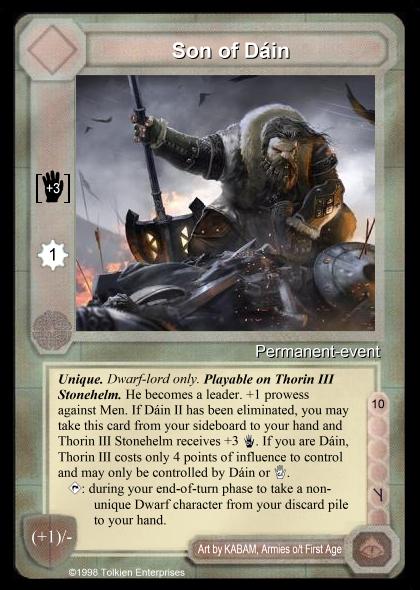 Son of Dáin
[+3]
1
Permanent-event
Unique. Dwarf-lord only. Playable on Thorin III
Stonehelm. He becomes a leader. +1 prowess
against Men. If Dáin II has been eliminated, you may
take this card from your sideboard to your hand and
Thorin III Stonehelm receives +3 . If you are Dáin,
Thorin III costs only 4 points of influence to control
and may only be controlled by Dáin or .
: during your end-of-turn phase to take a non-
unique Dwarf character from your discard pile
to your hand.
10
(+1)/-
Art by KABAM, Armies o/t First Age
©1998 Tolkien Enterprises